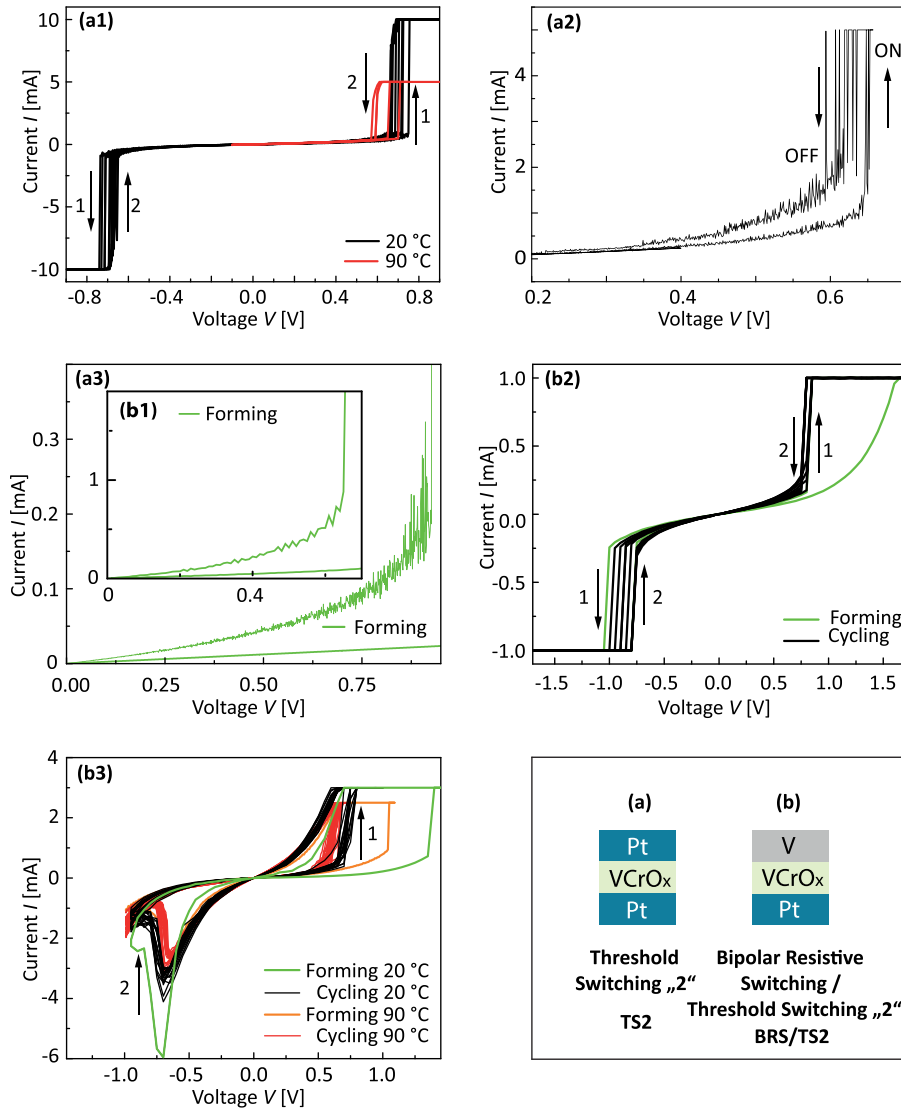 (a1)
Current I [mA]
10
5
0
-5
-10
2
1
1
2
20 °C
90 °C
-0.8
-0.4
0.0
0.4
0.8
Voltage V [V]
(a2)
Current I [mA]
4
2
0
ON
OFF
0.2
0.4
0.6
Voltage V [V]
(a3)
Current I [mA]
0.3
0.2
0.1
0
(b1)
Forming
1
0
0
0.4
Forming
0.00
0.25
0.50
0.75
Voltage V [V]
(b2)
Current I [mA]
1.0
0.5
0.0
-0.5
-1.0
2
1
1
2
Forming
Cycling
-1.5
-1.0
-0.5
0.0
0.5
1.0
1.5
Voltage V [V]
(b3)
Current I [mA]
4
2
0
-2
-4
-6
1
2
Forming 20 °C
Cycling 20 °C
Forming 90 °C
Cycling 90 °C
-1.0
-0.5
0.0
0.5
1.0
Voltage V [V]
(a)
Pt
VCrOx
Pt
Threshold
Switching „2“
TS2
(b)
V
VCrOx
Pt
Bipolar Resistive
Switching /
Threshold Switching „2“
BRS/TS2